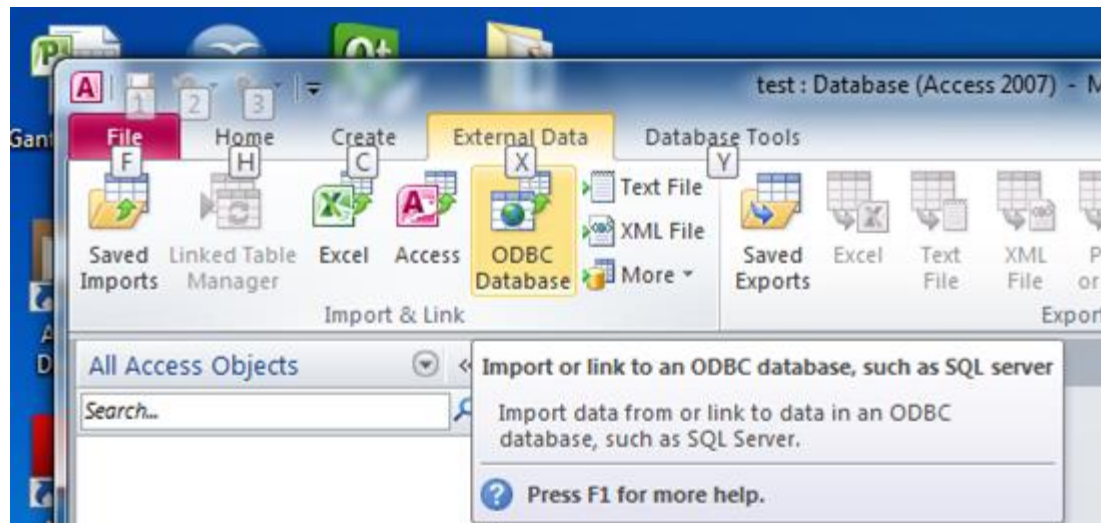 Gan
test : Database (Access 2007) - M
1 2 3
File Home Create External Data Database Tools
F H C X Y
Saved Imports
Linked Table Manager
Excel
Access
ODBC Database
Text File
XML File
More
Saved Exports
Excel
Text File
XML File
P
or
Import & Link
Export
All Access Objects
Search...
Import or link to an ODBC database, such as SQL server
Import data from or link to data in an ODBC
database, such as SQL Server.
Press F1 for more help.
A
D